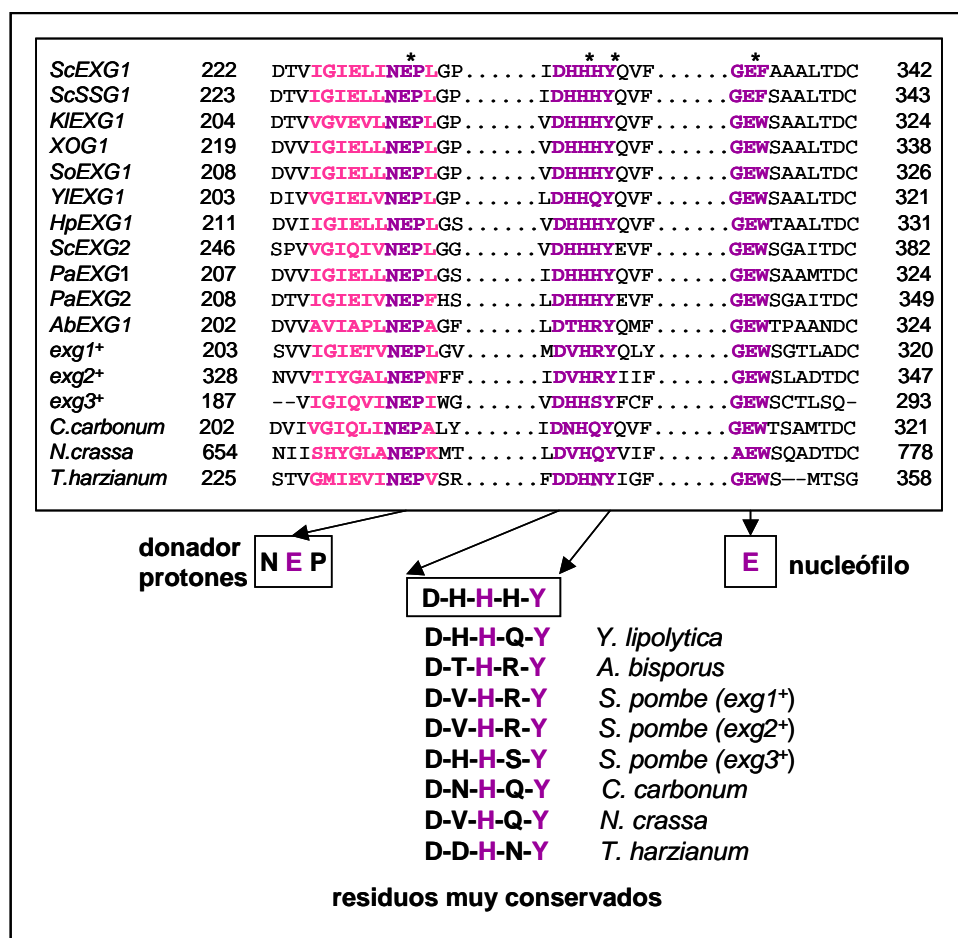 * * * *
ScEXG1 222 DTVIGIELINEPLGP......IDHHHYQVF......GEFAAALTDC 342
ScSSG1 223 DTVIGIELLNEPLGP......IDHHHYQVF......GEFSAALTDC 343
KlEXG1 204 DTVVGVEVLNEPLGP......VDHHHYQVF......GEWSAALTDC 324
XOG1 219 DVVIGIELLNEPLGP......VDHHHYQVF......GEWSAALTDC 338
SoEXG1 208 DVVIGIELLNEPLGP......VDHHHYQVF......GEWSAALTDC 326
YlEXG1 203 DIVVGIELVNEPLGP......LDHHQYQVF......GEWSAALTDC 321
HpEXG1 211 DVIIGIELLNEPLGS......VDHHHYQVF......GEWTAALTDC 331
ScEXG2 246 SPVVGIQIVNEPLGG......VDHHHYEVF......GEWSGAITDC 382
PaEXG1 207 DVVIGIELLNEPLGS......IDHHHYQVF......GEWSAAMTDC 324
PaEXG2 208 DTVIGIEIVNEPFHS......LDHHHYEVF......GEWSGAITDC 349
AbEXG1 202 DVVAVIAPLNEPAGF......LDTHRYQMF......GEWTPAANDC 324
exg1+ 203 SVVIGIETVNEPLGV......MDVHRYQLY......GEWSGTLADC 320
exg2+ 328 NVVTIYGALNEPNFF......IDVHRYIIF......GEWSLADTDC 347
exg3+ 187 --VIGIQVINEPIWG......VDHHSYFCF......GEWSCTLSQ- 293
C.carbonum 202 DVIVGIQLINEPALY......LDNHQYQVF......GEWTSAMTDC 321
N.crassa 654 NIISHYGLANEPKMT......LDVHQYVIF......AEWSQADTDC 778
T.harzianum 225 STVGMIEVINEPVSR......FDDHNYIGF......GEWS––MTSG 358
donador
protones
N E P
E
nucleófilo
D-H-H-H-Y
D-H-H-Q-Y Y. lipolytica
D-T-H-R-Y A. bisporus
D-V-H-R-Y S. pombe (exg1+)
D-V-H-R-Y S. pombe (exg2+)
D-H-H-S-Y S. pombe (exg3+)
D-N-H-Q-Y C. carbonum
D-V-H-Q-Y N. crassa
D-D-H-N-Y T. harzianum
residuos muy conservados